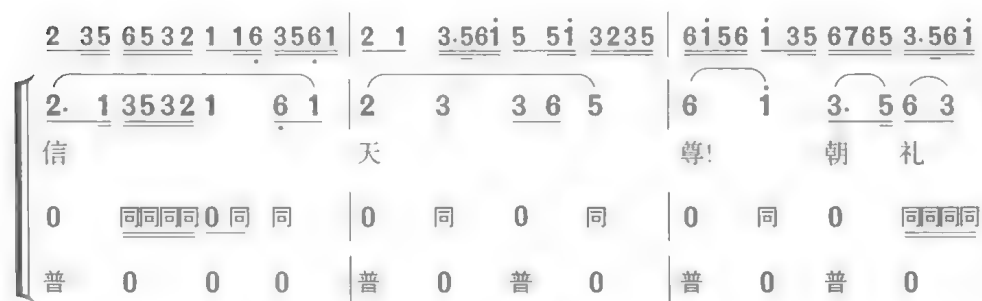 2 35 6532 1 16 3561 | 2 1 3·561 5 51 3235 | 6156 1 35 6765 3·561
2· 1 3532 1 6 1 | 2 3 3 6 5 | 6 1 3· 5 6 3
信 天 尊! 朝 礼
0 同同同同 0 同 同 | 0 同 0 同 | 0 同 0 同同同同
普 0 0 0 | 普 0 普 0 | 普 0 普 0